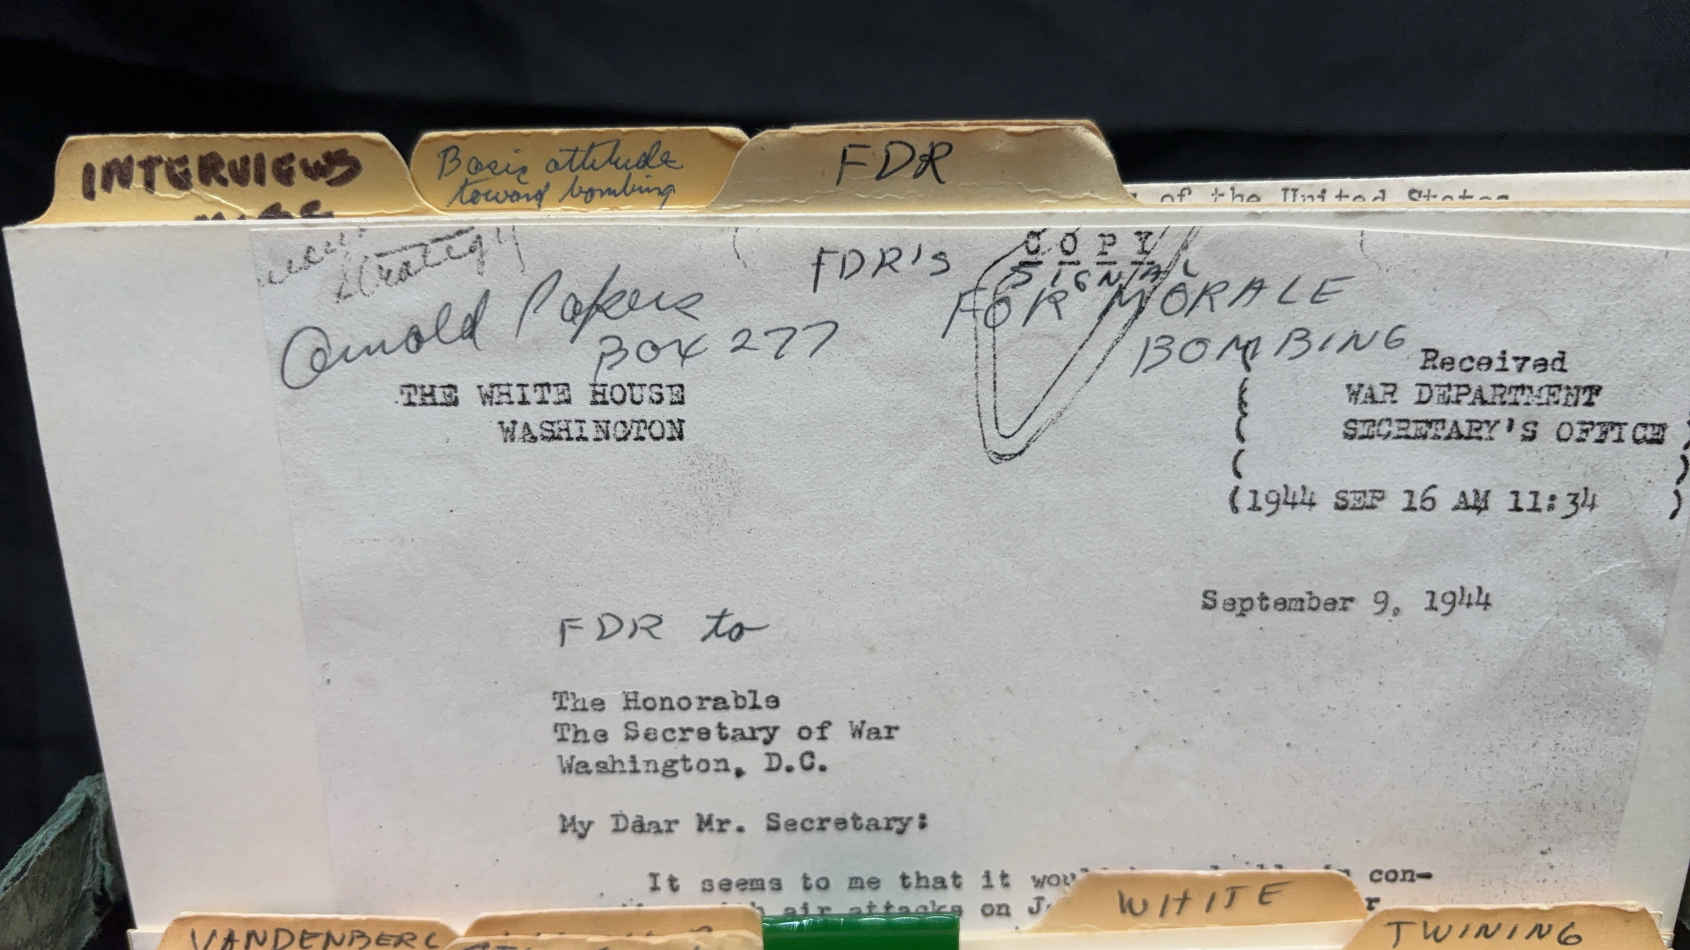 INTERVIEWS
Basic attitude
toward bombing
FDR
of the United States
strategy
Arnold Papers
BOX 277
FDR'S
COPY
SIGNAL
FOR MORALE
BOMBING
THE WHITE HOUSE
WASHINGTON
Received
WAR DEPARTMENT
SECRETARY'S OFFICE
(1944 SEP 16 AM 11:34 )
September 9, 1944
FDR to
The Honorable
The Secretary of War
Washington, D.C.
My Dear Mr. Secretary:
It seems to me that it con-
air attacks on
WHITE
VANDENBERG
TWINING